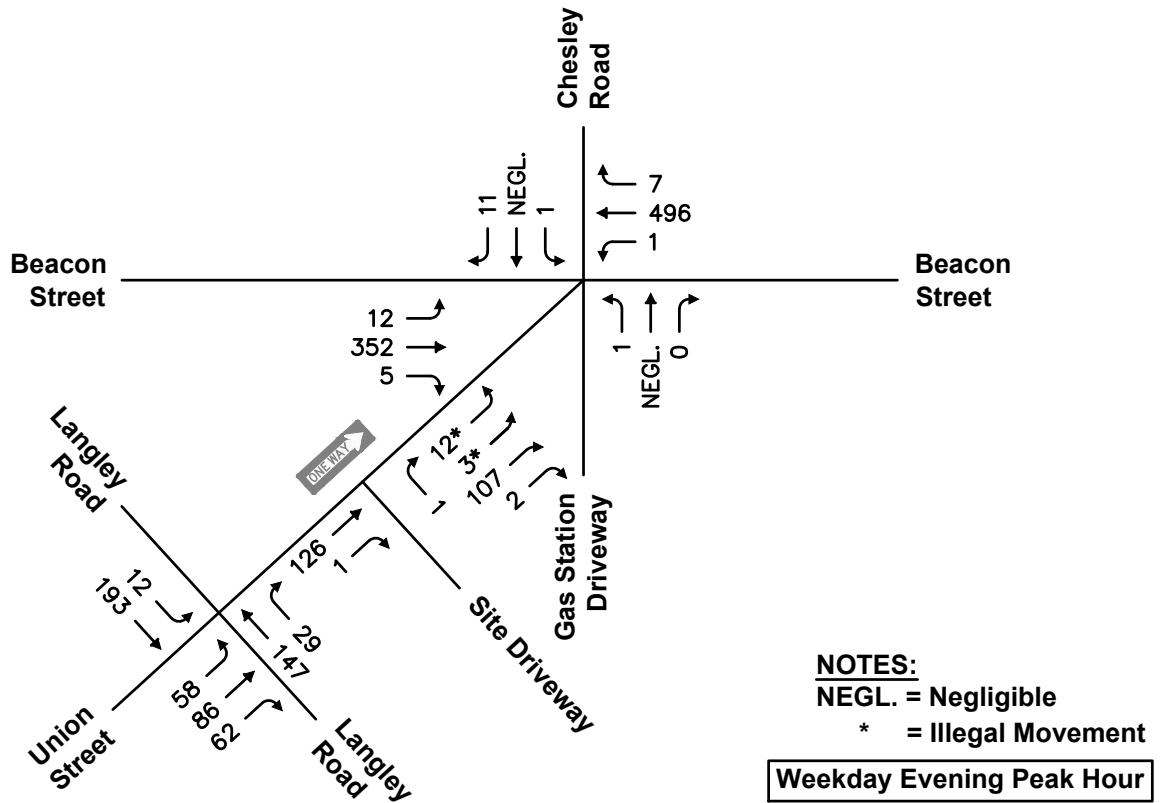 Chesley
Road
11
NEGL.
1
7
496
1
Beacon
Street
Beacon
Street
12
352
5
1
NEGL.
0
Langley
Road
ONE WAY
12*
3*
107
2
1
126
1
Gas Station
Driveway
Site Driveway
12
193
29
147
58
86
62
Union
Street
Langley
Road
NOTES:
NEGL. = Negligible
* = Illegal Movement
Weekday Evening Peak Hour